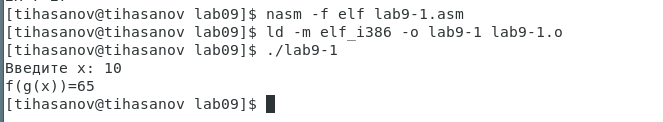 [tihasanov@tihasanov lab09]$ nasm -f elf lab9-1.asm
[tihasanov@tihasanov lab09]$ ld -m elf_i386 -o lab9-1 lab9-1.o
[tihasanov@tihasanov lab09]$ ./lab9-1
Введите x: 10
f(g(x))=65
[tihasanov@tihasanov lab09]$